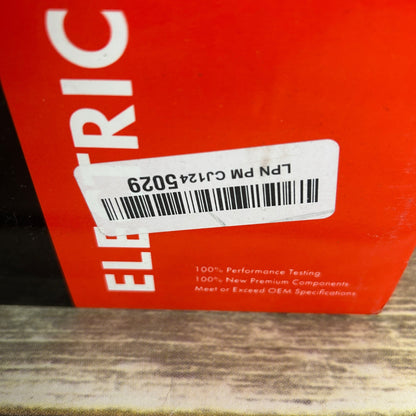 ELECTRIC
LPN PM CJ1245029
100% Performance Testing
100% New Premium Components
Meet or Exceed OEM Specifications